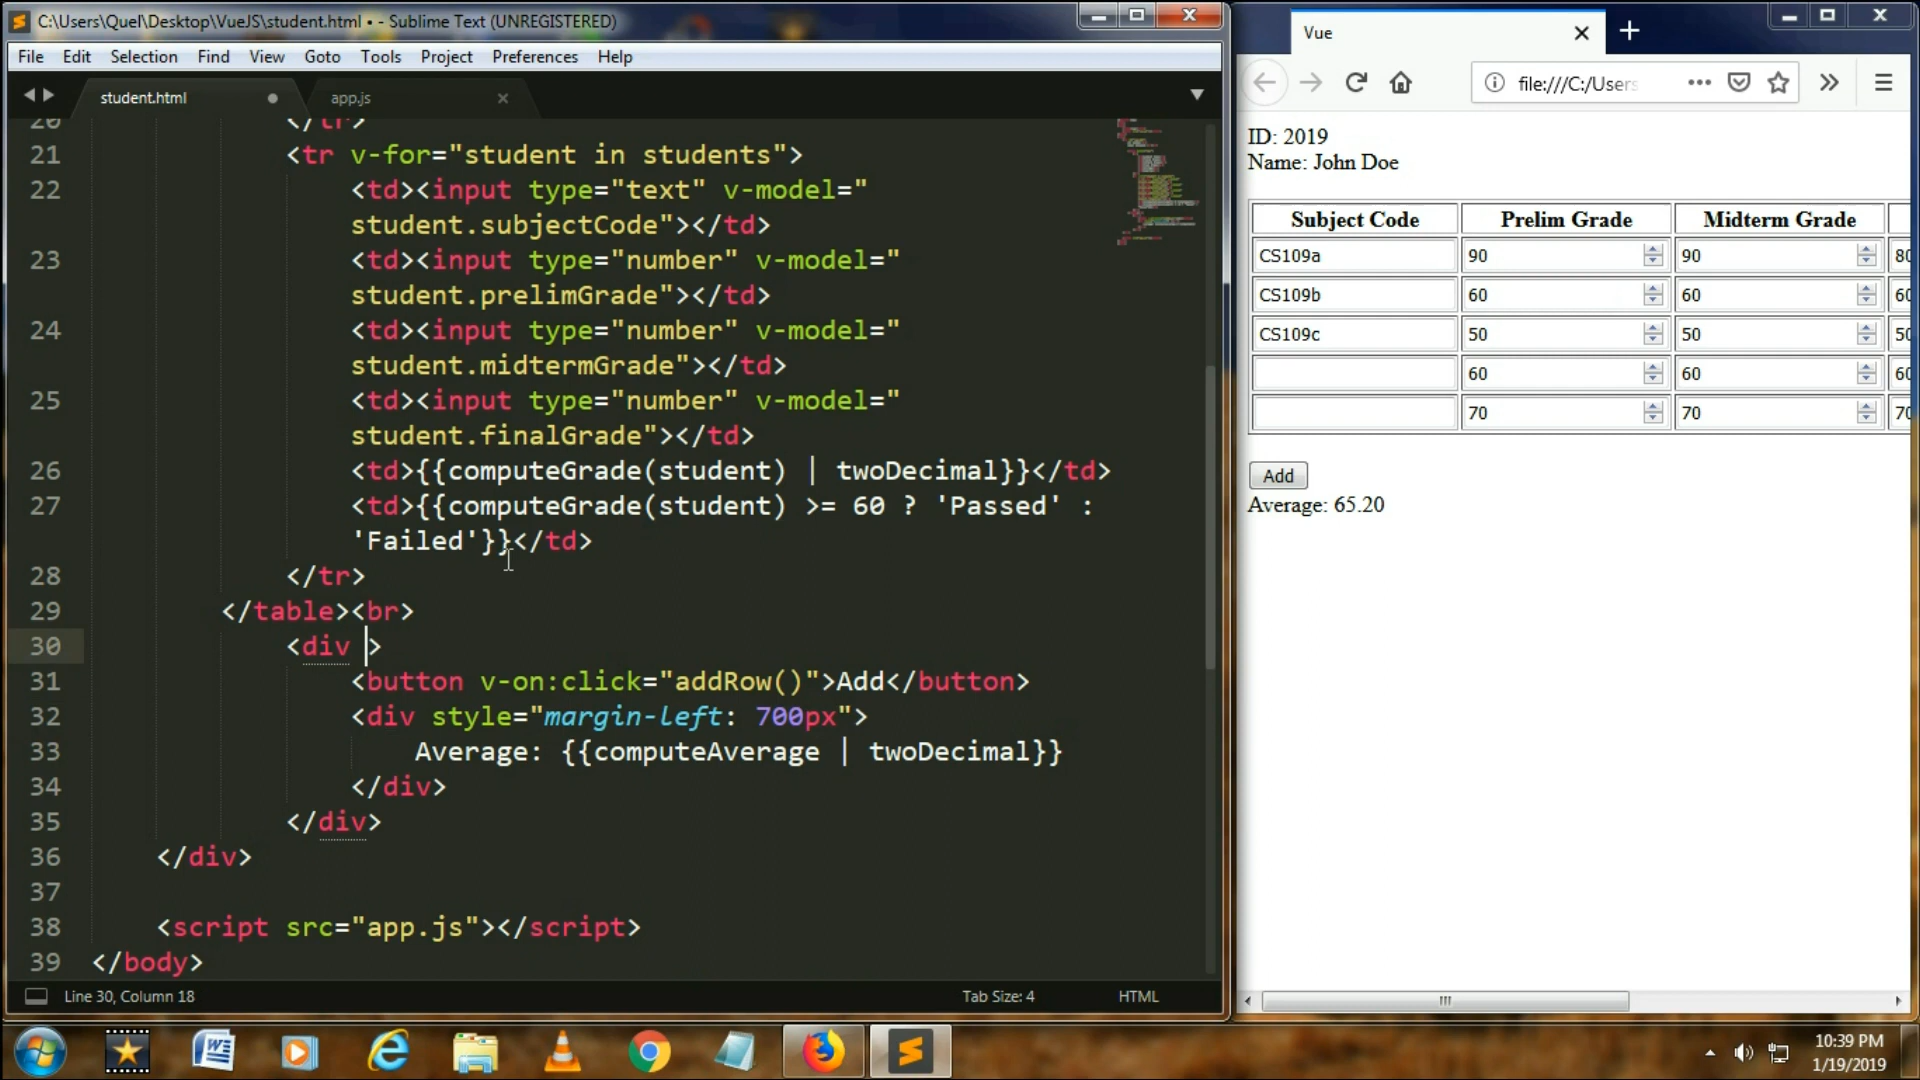 C:\Users\Quel\Desktop\VueJS\student.html • - Sublime Text (UNREGISTERED)
File Edit Selection View Find Goto Tools Project Preferences Help
student.html
app.js
20 </tr>
21 <tr v-for="student in students">
22 <td><input type="text" v-model="
student.subjectCode"></td>
23 <td><input type="number" v-model="
student.prelimGrade"></td>
24 <td><input type="number" v-model="
student.midtermGrade"></td>
25 <td><input type="number" v-model="
student.finalGrade"></td>
26 <td>{{computeGrade(student) | twoDecimal}}</td>
27 <td>{{computeGrade(student) >= 60 ? 'Passed' :
'Failed'}}</td>
28 </tr>
29 </table><br>
30 <div >
31 <button v-on:click="addRow()">Add</button>
32 <div style="margin-left: 700px">
33 Average: {{computeAverage | twoDecimal}}
34 </div>
35 </div>
36 </div>
37
38 <script src="app.js"></script>
39 </body>
Line 30, Column 18
Tab Size: 4
HTML
Vue
file:///C:/Users
ID: 2019
Name: John Doe
Subject Code Prelim Grade Midterm Grade
CS109a 90 90 80
CS109b 60 60 60
CS109c 50 50 50
60 60 60
70 70 70
Add
Average: 65.20
10:39 PM
1/19/2019